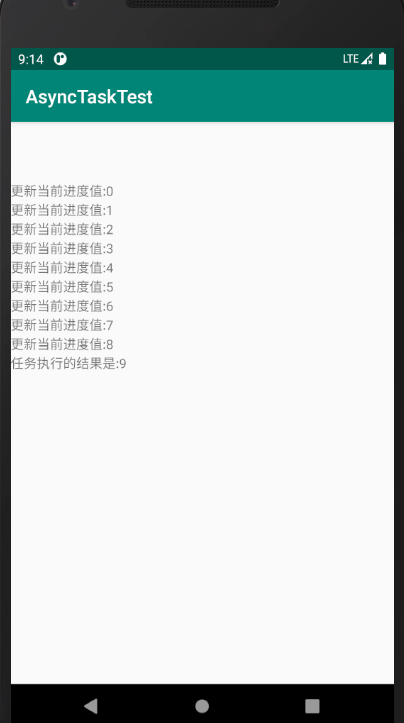 9:14 LTE
AsyncTaskTest
更新当前进度值:0
更新当前进度值:1
更新当前进度值:2
更新当前进度值:3
更新当前进度值:4
更新当前进度值:5
更新当前进度值:6
更新当前进度值:7
更新当前进度值:8
任务执行的结果是:9